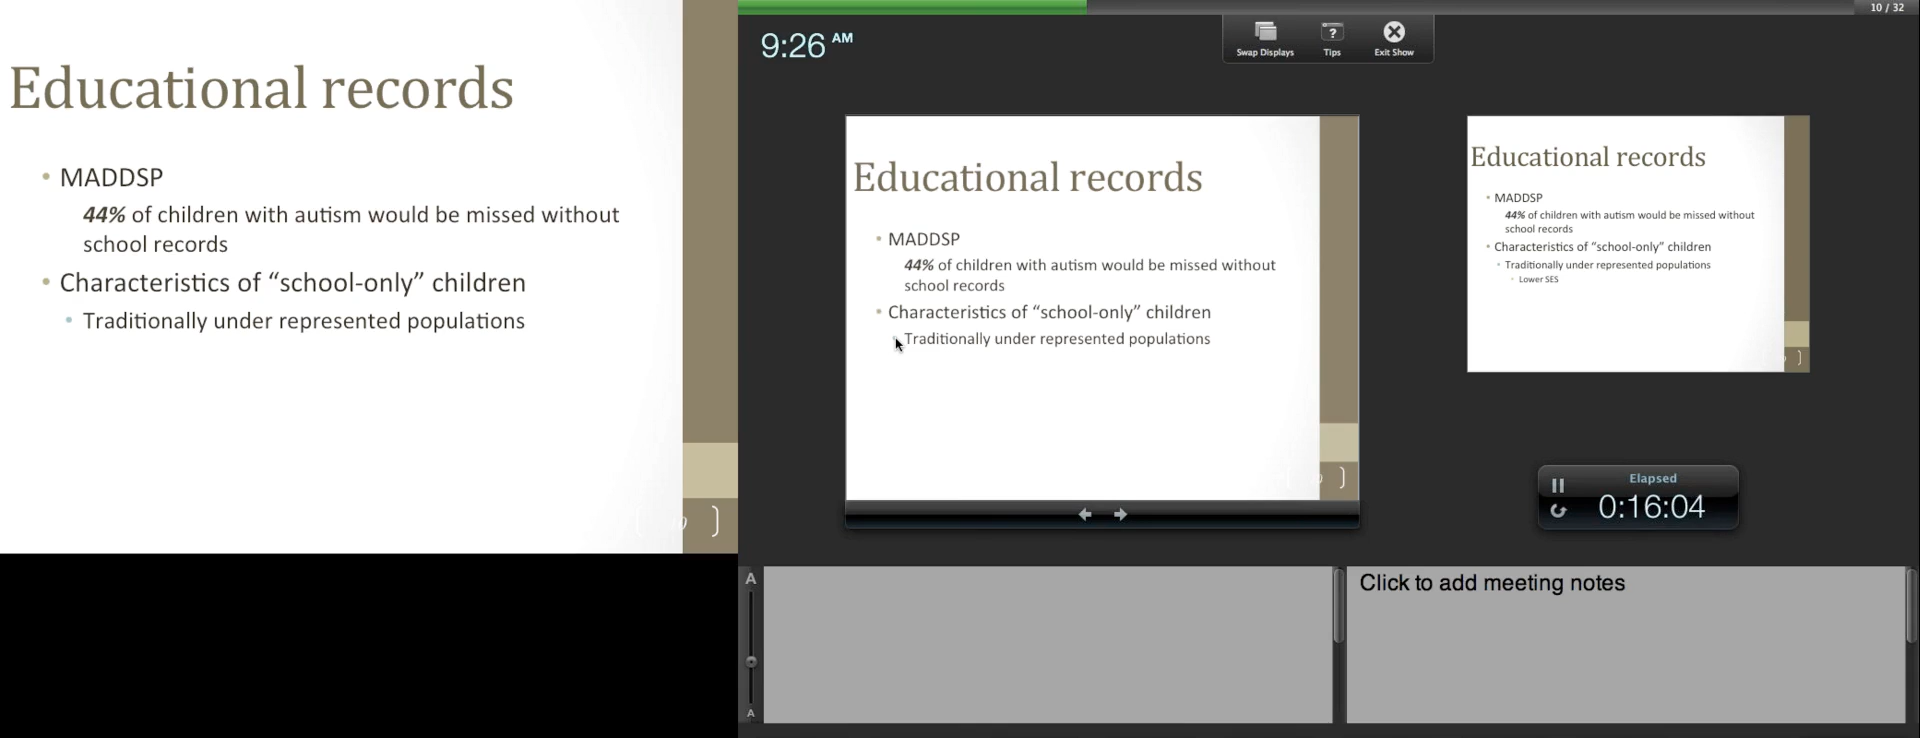 Educational records
• MADDSP
44% of children with autism would be missed without
school records
• Characteristics of “school-only” children
• Traditionally under represented populations
10 / 32
9:26 AM
Swap Displays
Tips
Exit Show
Educational records
• MADDSP
44% of children with autism would be missed without
school records
• Characteristics of “school-only” children
Traditionally under represented populations
Educational records
• MADDSP
44% of children with autism would be missed without
school records
• Characteristics of “school-only” children
• Traditionally under represented populations
• Lower SES
Elapsed
0:16:04
A
A
Click to add meeting notes